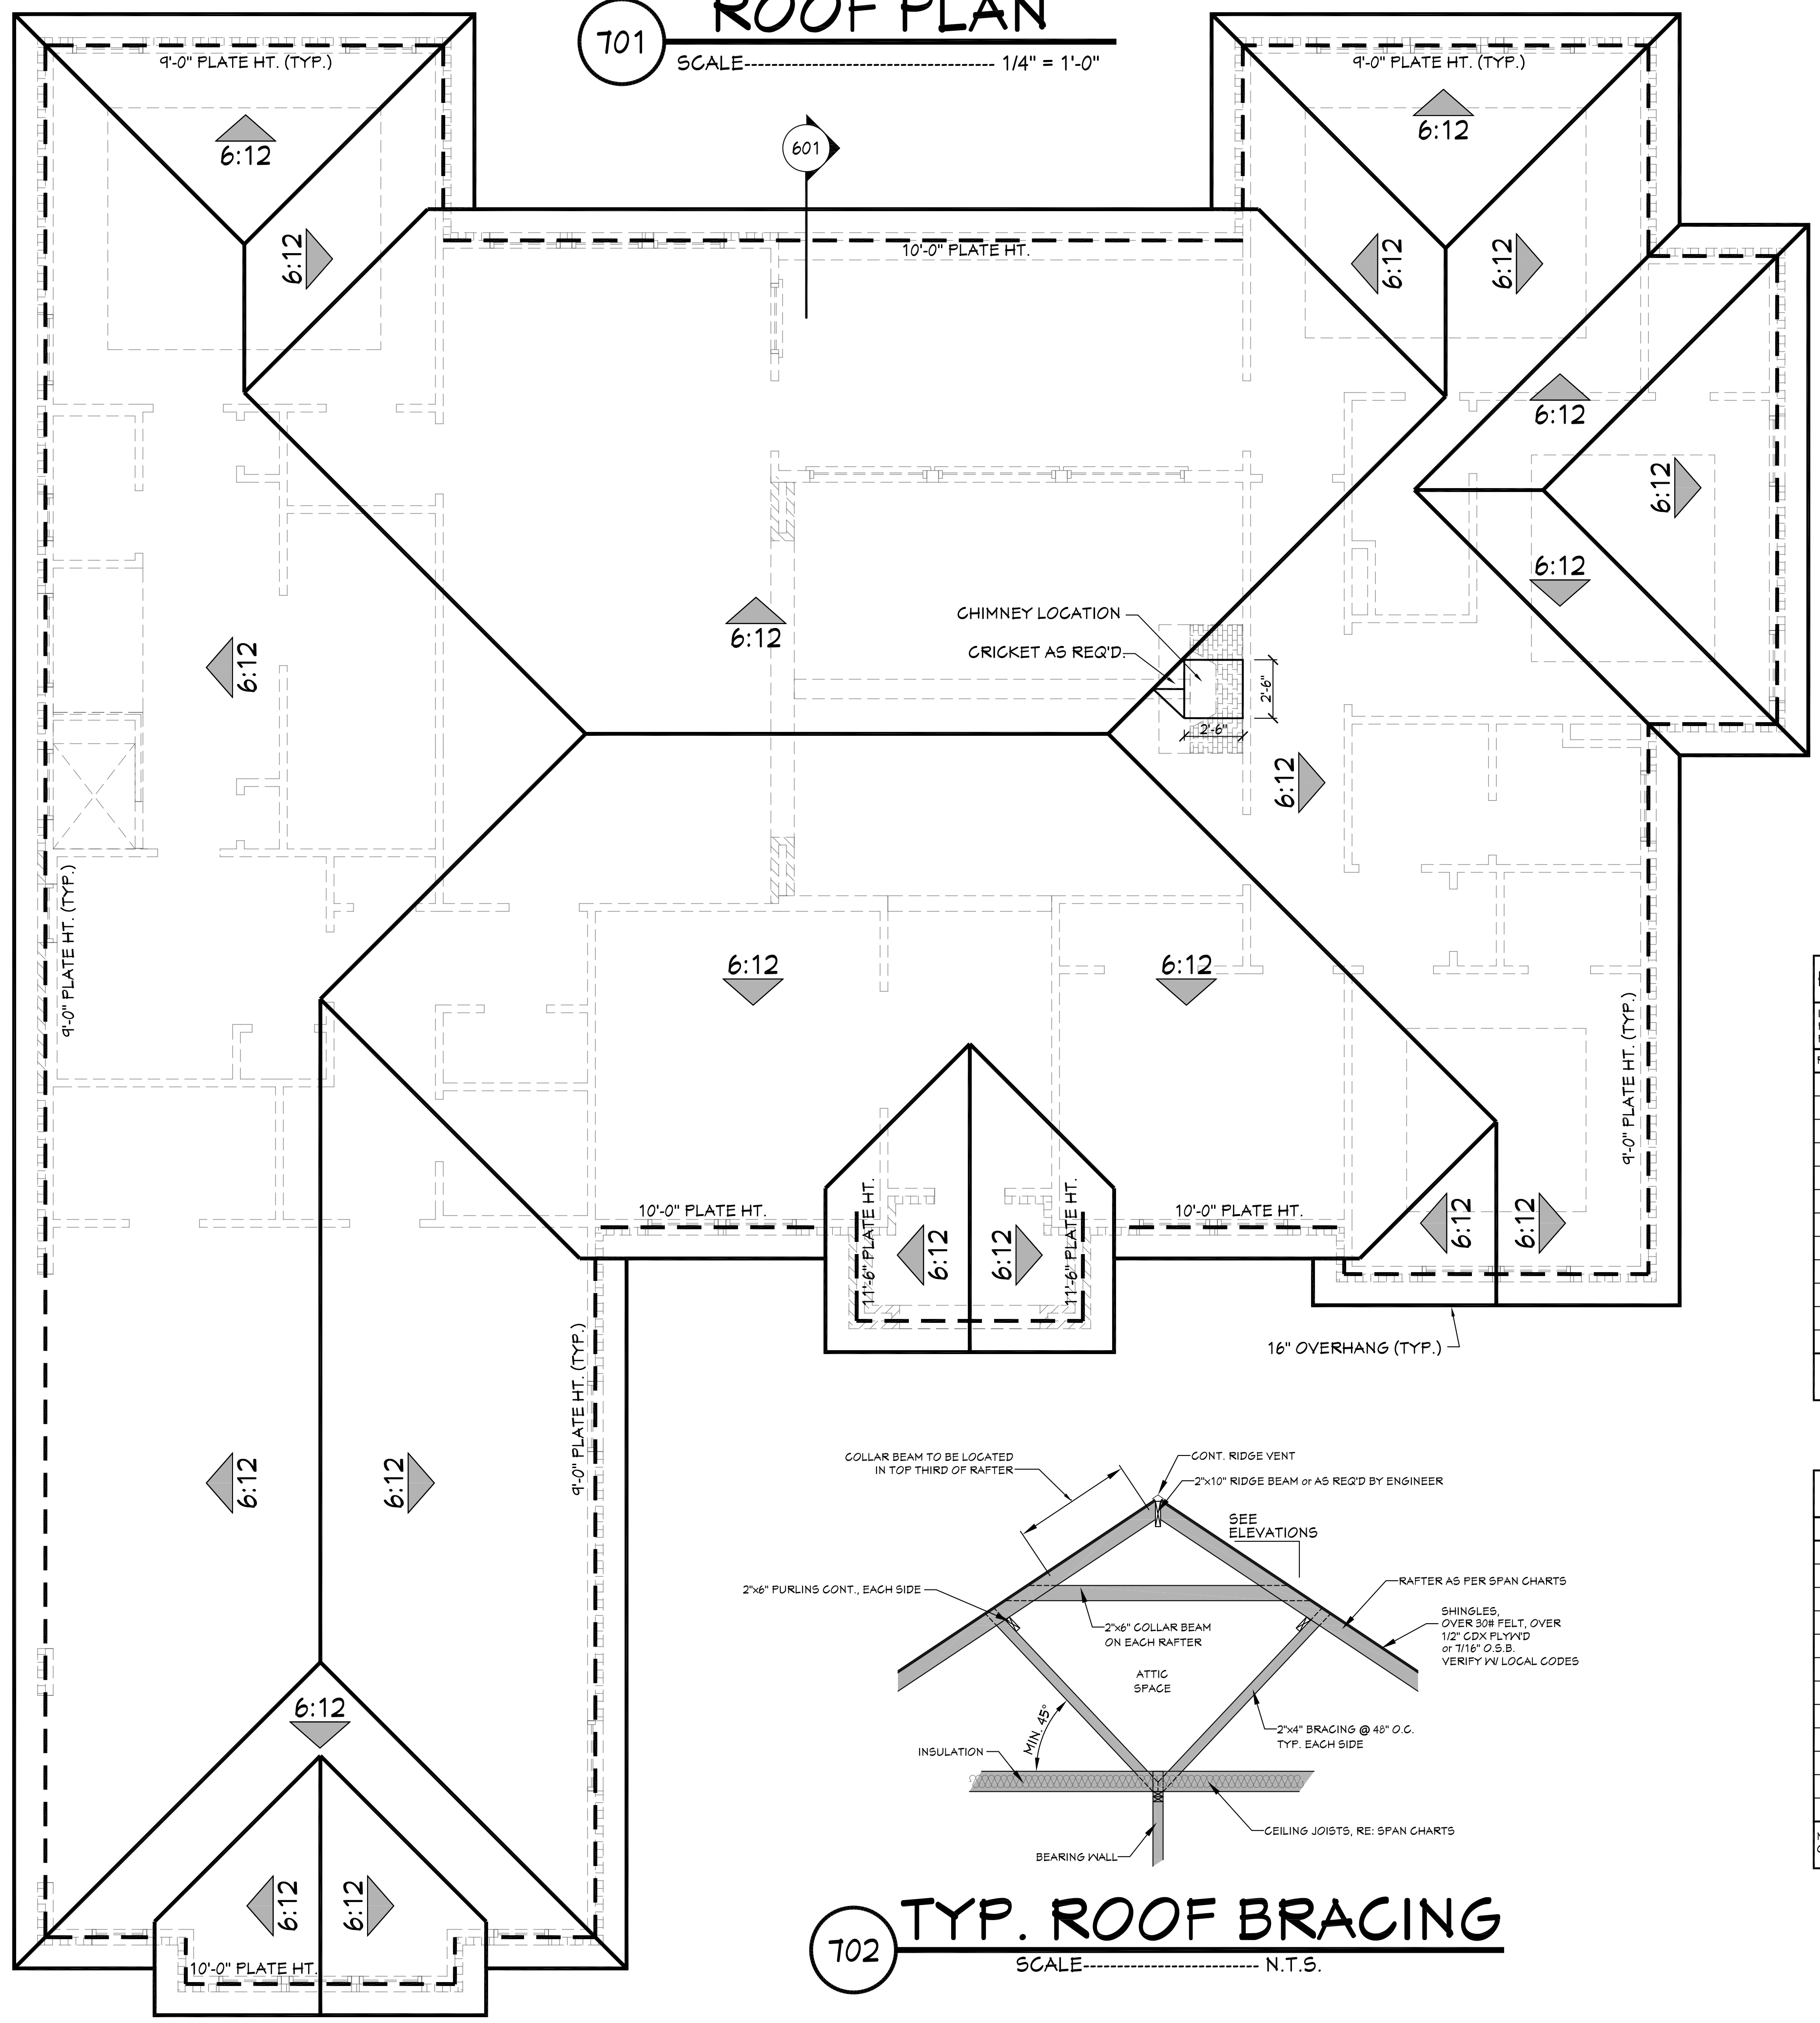 ROOF PLAN
701
SCALE---------------------------------- 1/4" = 1'-0"
9'-0" PLATE HT. (TYP.)
9'-0" PLATE HT. (TYP.)
6:12
6:12
601
6:12
6:12
6:12
10'-0" PLATE HT.
6:12
6:12
6:12
CHIMNEY LOCATION
6:12
6:12
CRICKET AS REQ'D.
2'-6"
2'-6"
6:12
9'-0" PLATE HT. (TYP.)
6:12
6:12
9'-0" PLATE HT. (TYP.)
10'-0" PLATE HT.
11'-6" PLATE HT.
11'-6" PLATE HT.
10'-0" PLATE HT.
6:12
6:12
6:12
6:12
16" OVERHANG (TYP.)
9'-0" PLATE HT. (TYP.)
6:12
6:12
6:12
6:12
6:12
10'-0" PLATE HT.
COLLAR BEAM TO BE LOCATED
IN TOP THIRD OF RAFTER
CONT. RIDGE VENT
2"x10" RIDGE BEAM or AS REQ'D BY ENGINEER
SEE
ELEVATIONS
2"x6" PURLINS CONT., EACH SIDE
RAFTER AS PER SPAN CHARTS
2"x6" COLLAR BEAM
ON EACH RAFTER
SHINGLES,
OVER 30# FELT, OVER
1/2" CDX PLYW'D
or 7/16" O.S.B.
VERIFY W/ LOCAL CODES
ATTIC
SPACE
MIN. 45°
2"x4" BRACING @ 48" O.C.
TYP. EACH SIDE
INSULATION
CEILING JOISTS, RE: SPAN CHARTS
BEARING WALL
702
TYP. ROOF BRACING
SCALE-------------------------- N.T.S.